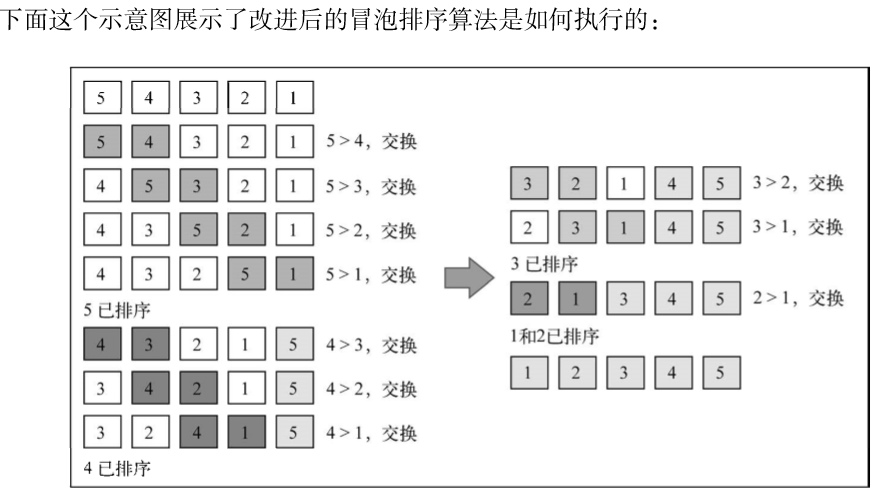 下面这个示意图展示了改进后的冒泡排序算法是如何执行的：
5 4 3 2 1
5 4 3 2 1 5 > 4，交换
4 5 3 2 1 5 > 3，交换
4 3 5 2 1 5 > 2，交换
4 3 2 5 1 5 > 1，交换
5 已排序
4 3 2 1 5 4 > 3，交换
3 4 2 1 5 4 > 2，交换
3 2 4 1 5 4 > 1，交换
4 已排序
3 2 1 4 5 3 > 2，交换
2 3 1 4 5 3 > 1，交换
3 已排序
2 1 3 4 5 2 > 1，交换
1和2已排序
1 2 3 4 5